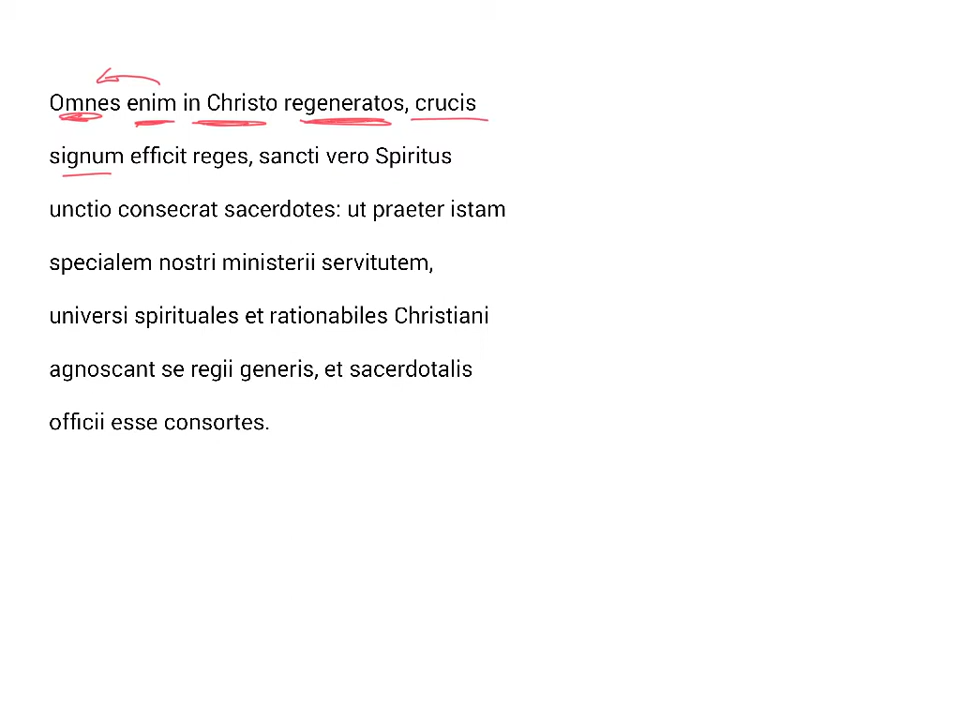 Omnes enim in Christo regeneratos, crucis
signum efficit reges, sancti vero Spiritus
unctio consecrat sacerdotes: ut praeter istam
specialem nostri ministerii servitutem,
universi spirituales et rationabiles Christiani
agnoscant se regii generis, et sacerdotalis
officii esse consortes.